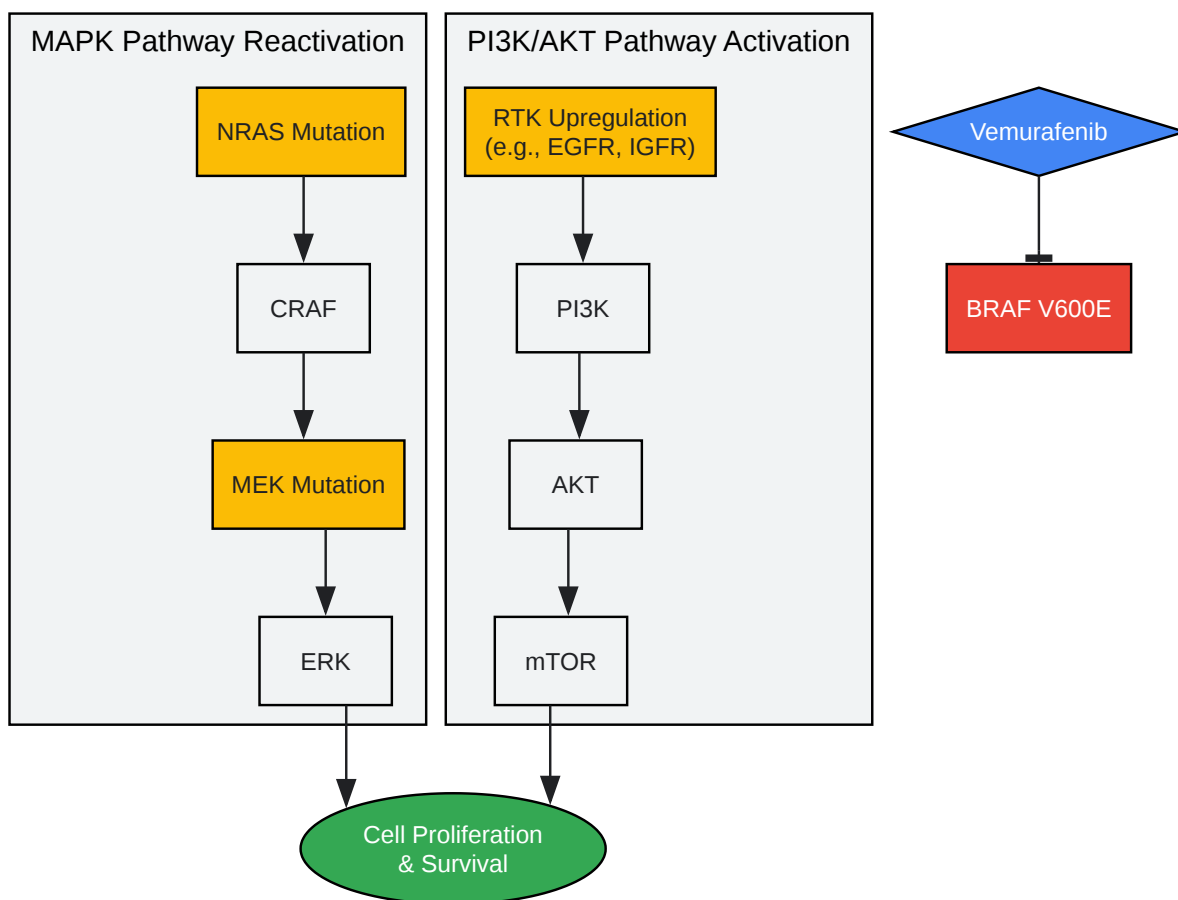 MAPK Pathway Reactivation
NRAS Mutation
CRAF
MEK Mutation
ERK
PI3K/AKT Pathway Activation
RTK Upregulation
(e.g., EGFR, IGFR)
PI3K
AKT
mTOR
Vemurafenib
BRAF V600E
Cell Proliferation
& Survival